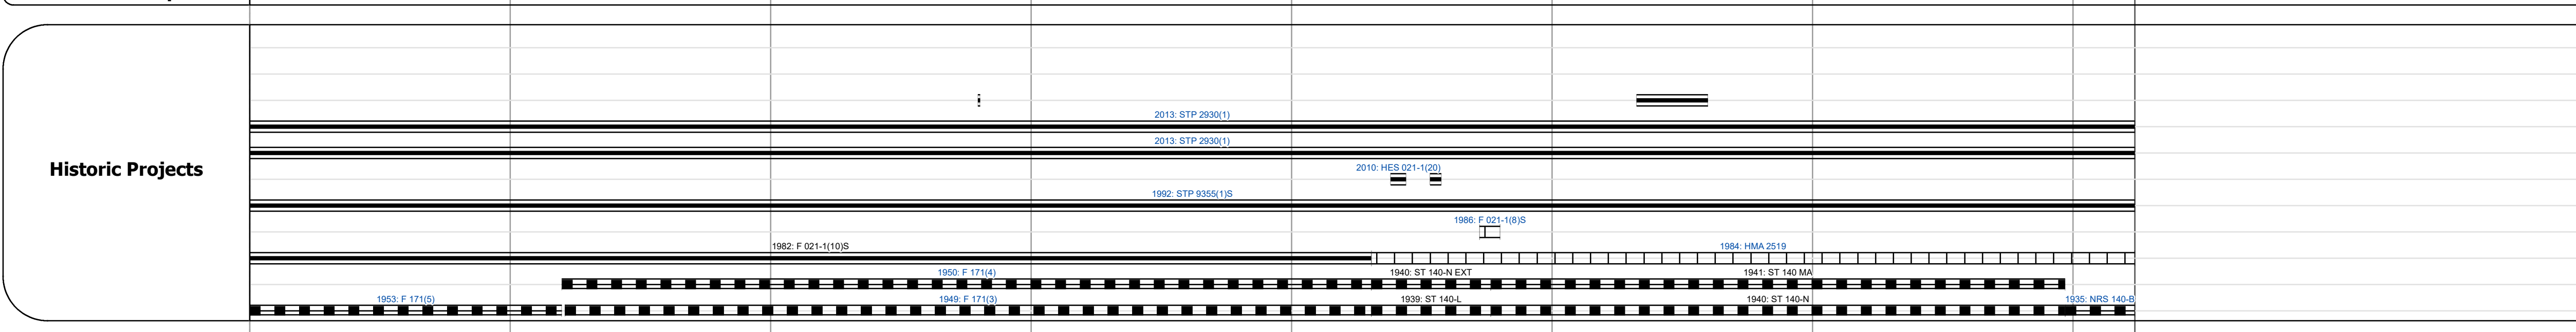 Historic Projects
2013: STP 2930(1)
2013: STP 2930(1)
2010: HES 021-1(20)
1992: STP 9355(1)S
1986: F 021-1(8)S
1982: F 021-1(10)S 1984: HMA 2519
1950: F 171(4) 1940: ST 140-N EXT 1941: ST 140 MA
1953: F 171(5) 1949: F 171(3) 1939: ST 140-L 1940: ST 140-N 1935: NRS 140-B